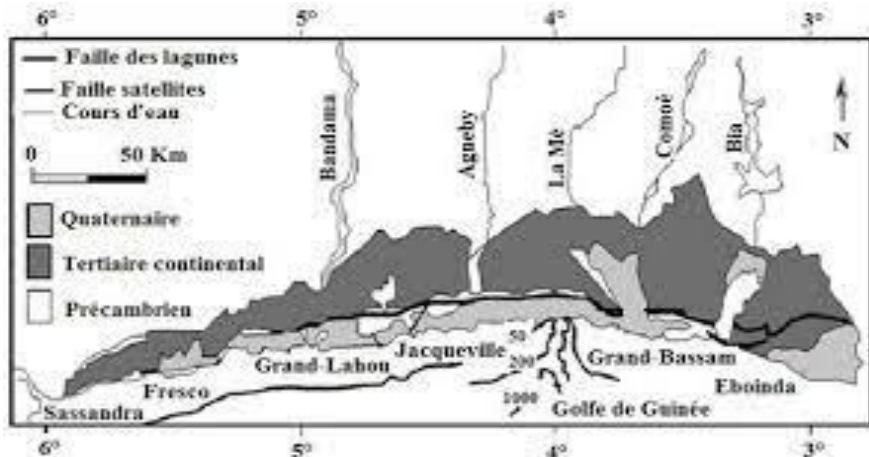 6°
5°
4°
3°
Faille des lagunes
Faille satellites
Cours d'eau
0 50 Km
Quaternaire
Tertiaire continental
Précambrien
Bandama
Agneby
La Mé
Comoé
Bia
N
50
200
1000
Sassandra
Fresco
Grand-Lahou
Jacqueville
Grand-Bassam
Eboinda
Golfe de Guinée
6°
5°
4°
3°